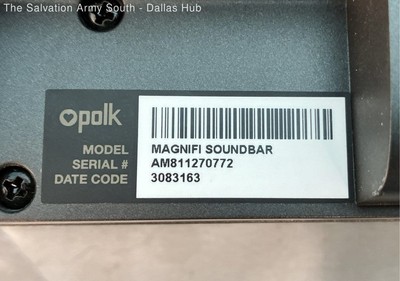 The Salvation Army South - Dallas Hub
polk
MODEL MAGNIFI SOUNDBAR
SERIAL # AM811270772
DATE CODE 3083163